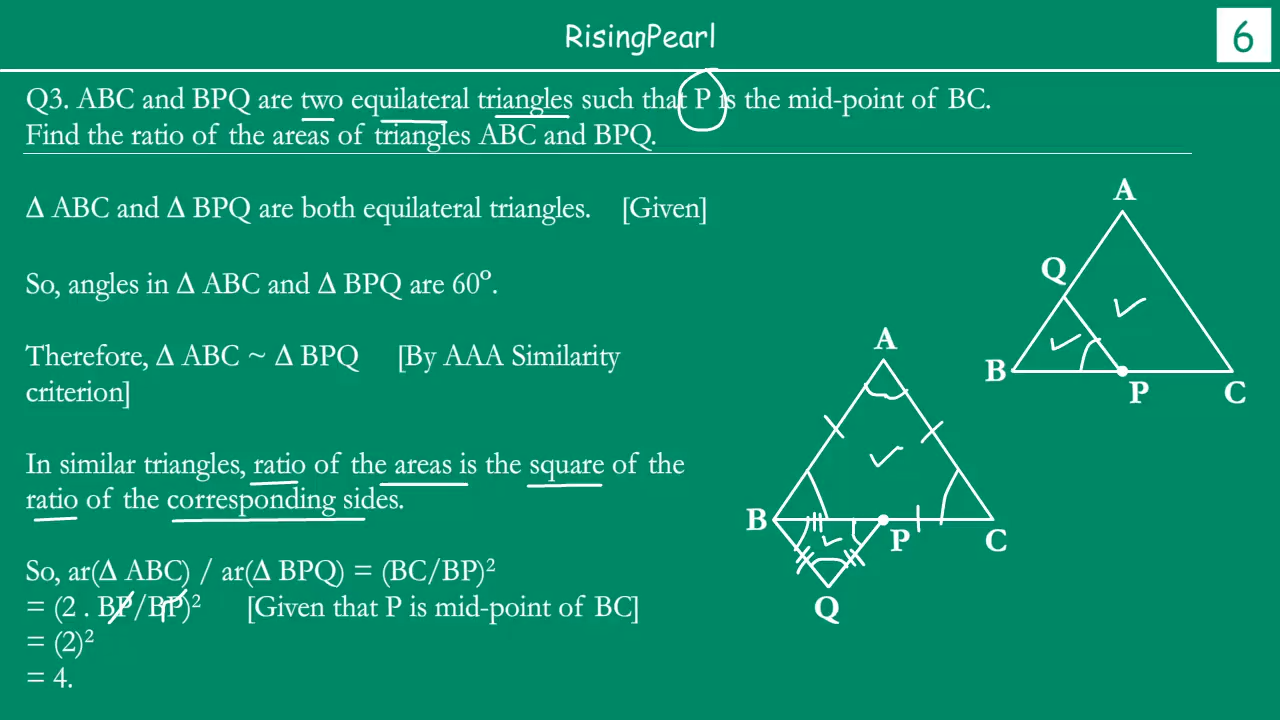 RisingPearl
6
Q3. ABC and BPQ are two equilateral triangles such that P is the mid-point of BC.
Find the ratio of the areas of triangles ABC and BPQ.
Δ ABC and Δ BPQ are both equilateral triangles. [Given]
So, angles in Δ ABC and Δ BPQ are 60°.
Therefore, Δ ABC ~ Δ BPQ [By AAA Similarity
criterion]
In similar triangles, ratio of the areas is the square of the
ratio of the corresponding sides.
So, ar(Δ ABC) / ar(Δ BPQ) = (BC/BP)²
= (2 . BP/BP)² [Given that P is mid-point of BC]
= (2)²
= 4.
A
Q
B
P
C
A
B
P
C
Q